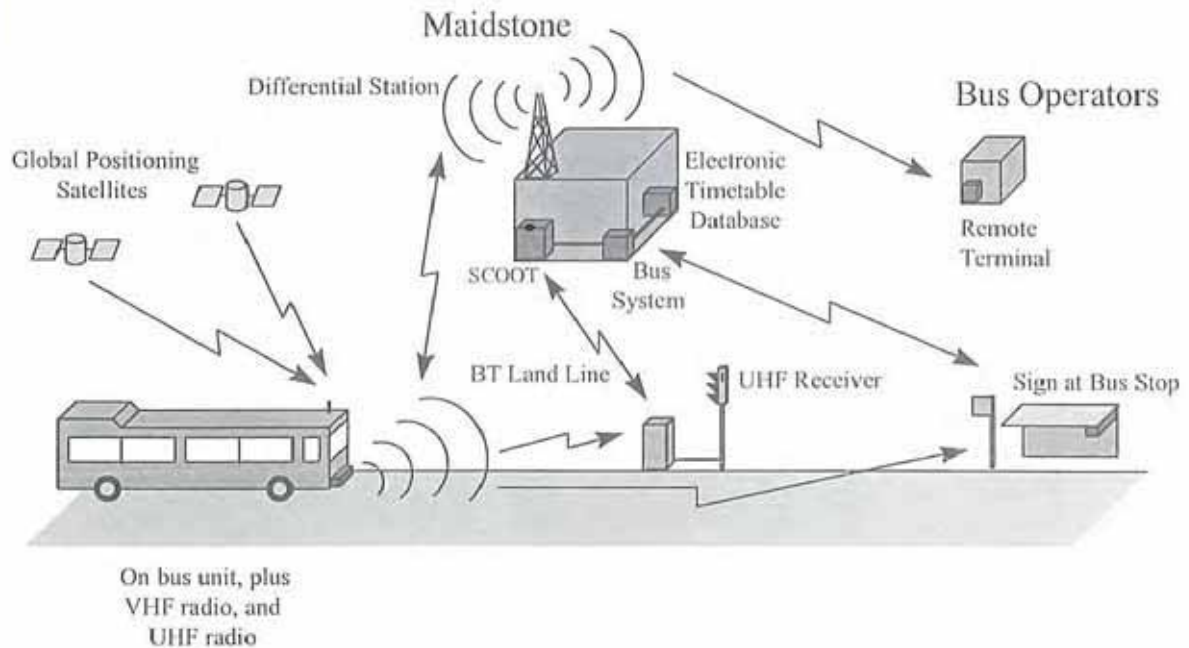 Maidstone
Differential Station
Bus Operators
Global Positioning
Satellites
Electronic
Timetable
Database
Remote
Terminal
SCOOT
Bus
System
BT Land Line
UHF Receiver
Sign at Bus Stop
On bus unit, plus
VHF radio, and
UHF radio